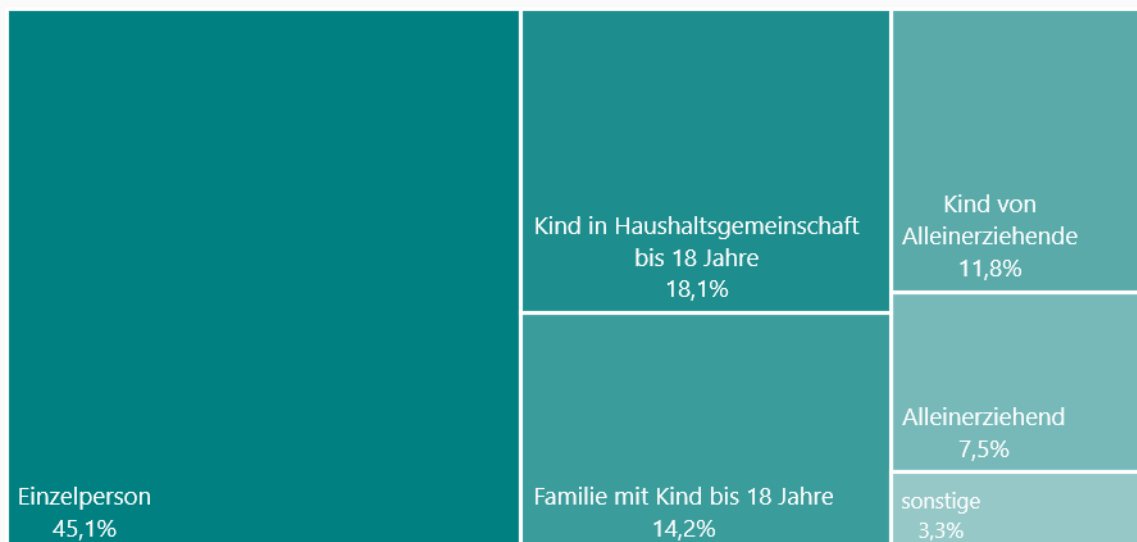 Einzelperson
45,1%
Kind in Haushaltsgemeinschaft
bis 18 Jahre
18,1%
Familie mit Kind bis 18 Jahre
14,2%
Kind von
Alleinerziehende
11,8%
Alleinerziehend
7,5%
sonstige
3,3%